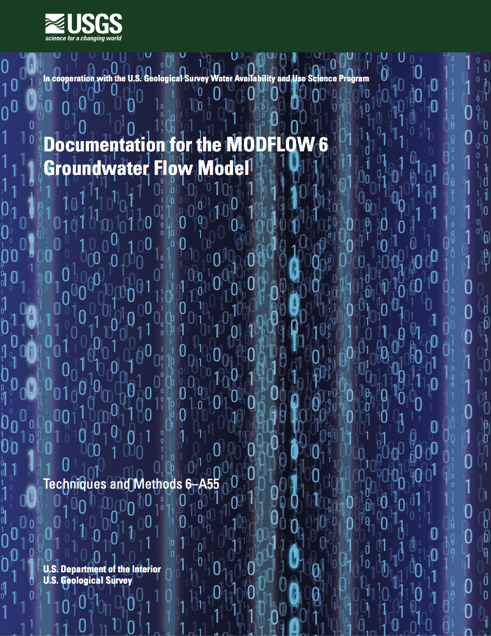 USGS
science for a changing world
In cooperation with the U.S. Geological Survey Water Availability and Use Science Program
Documentation for the MODFLOW 6
Groundwater Flow Model
Techniques and Methods 6–A55
U.S. Department of the Interior
U.S. Geological Survey